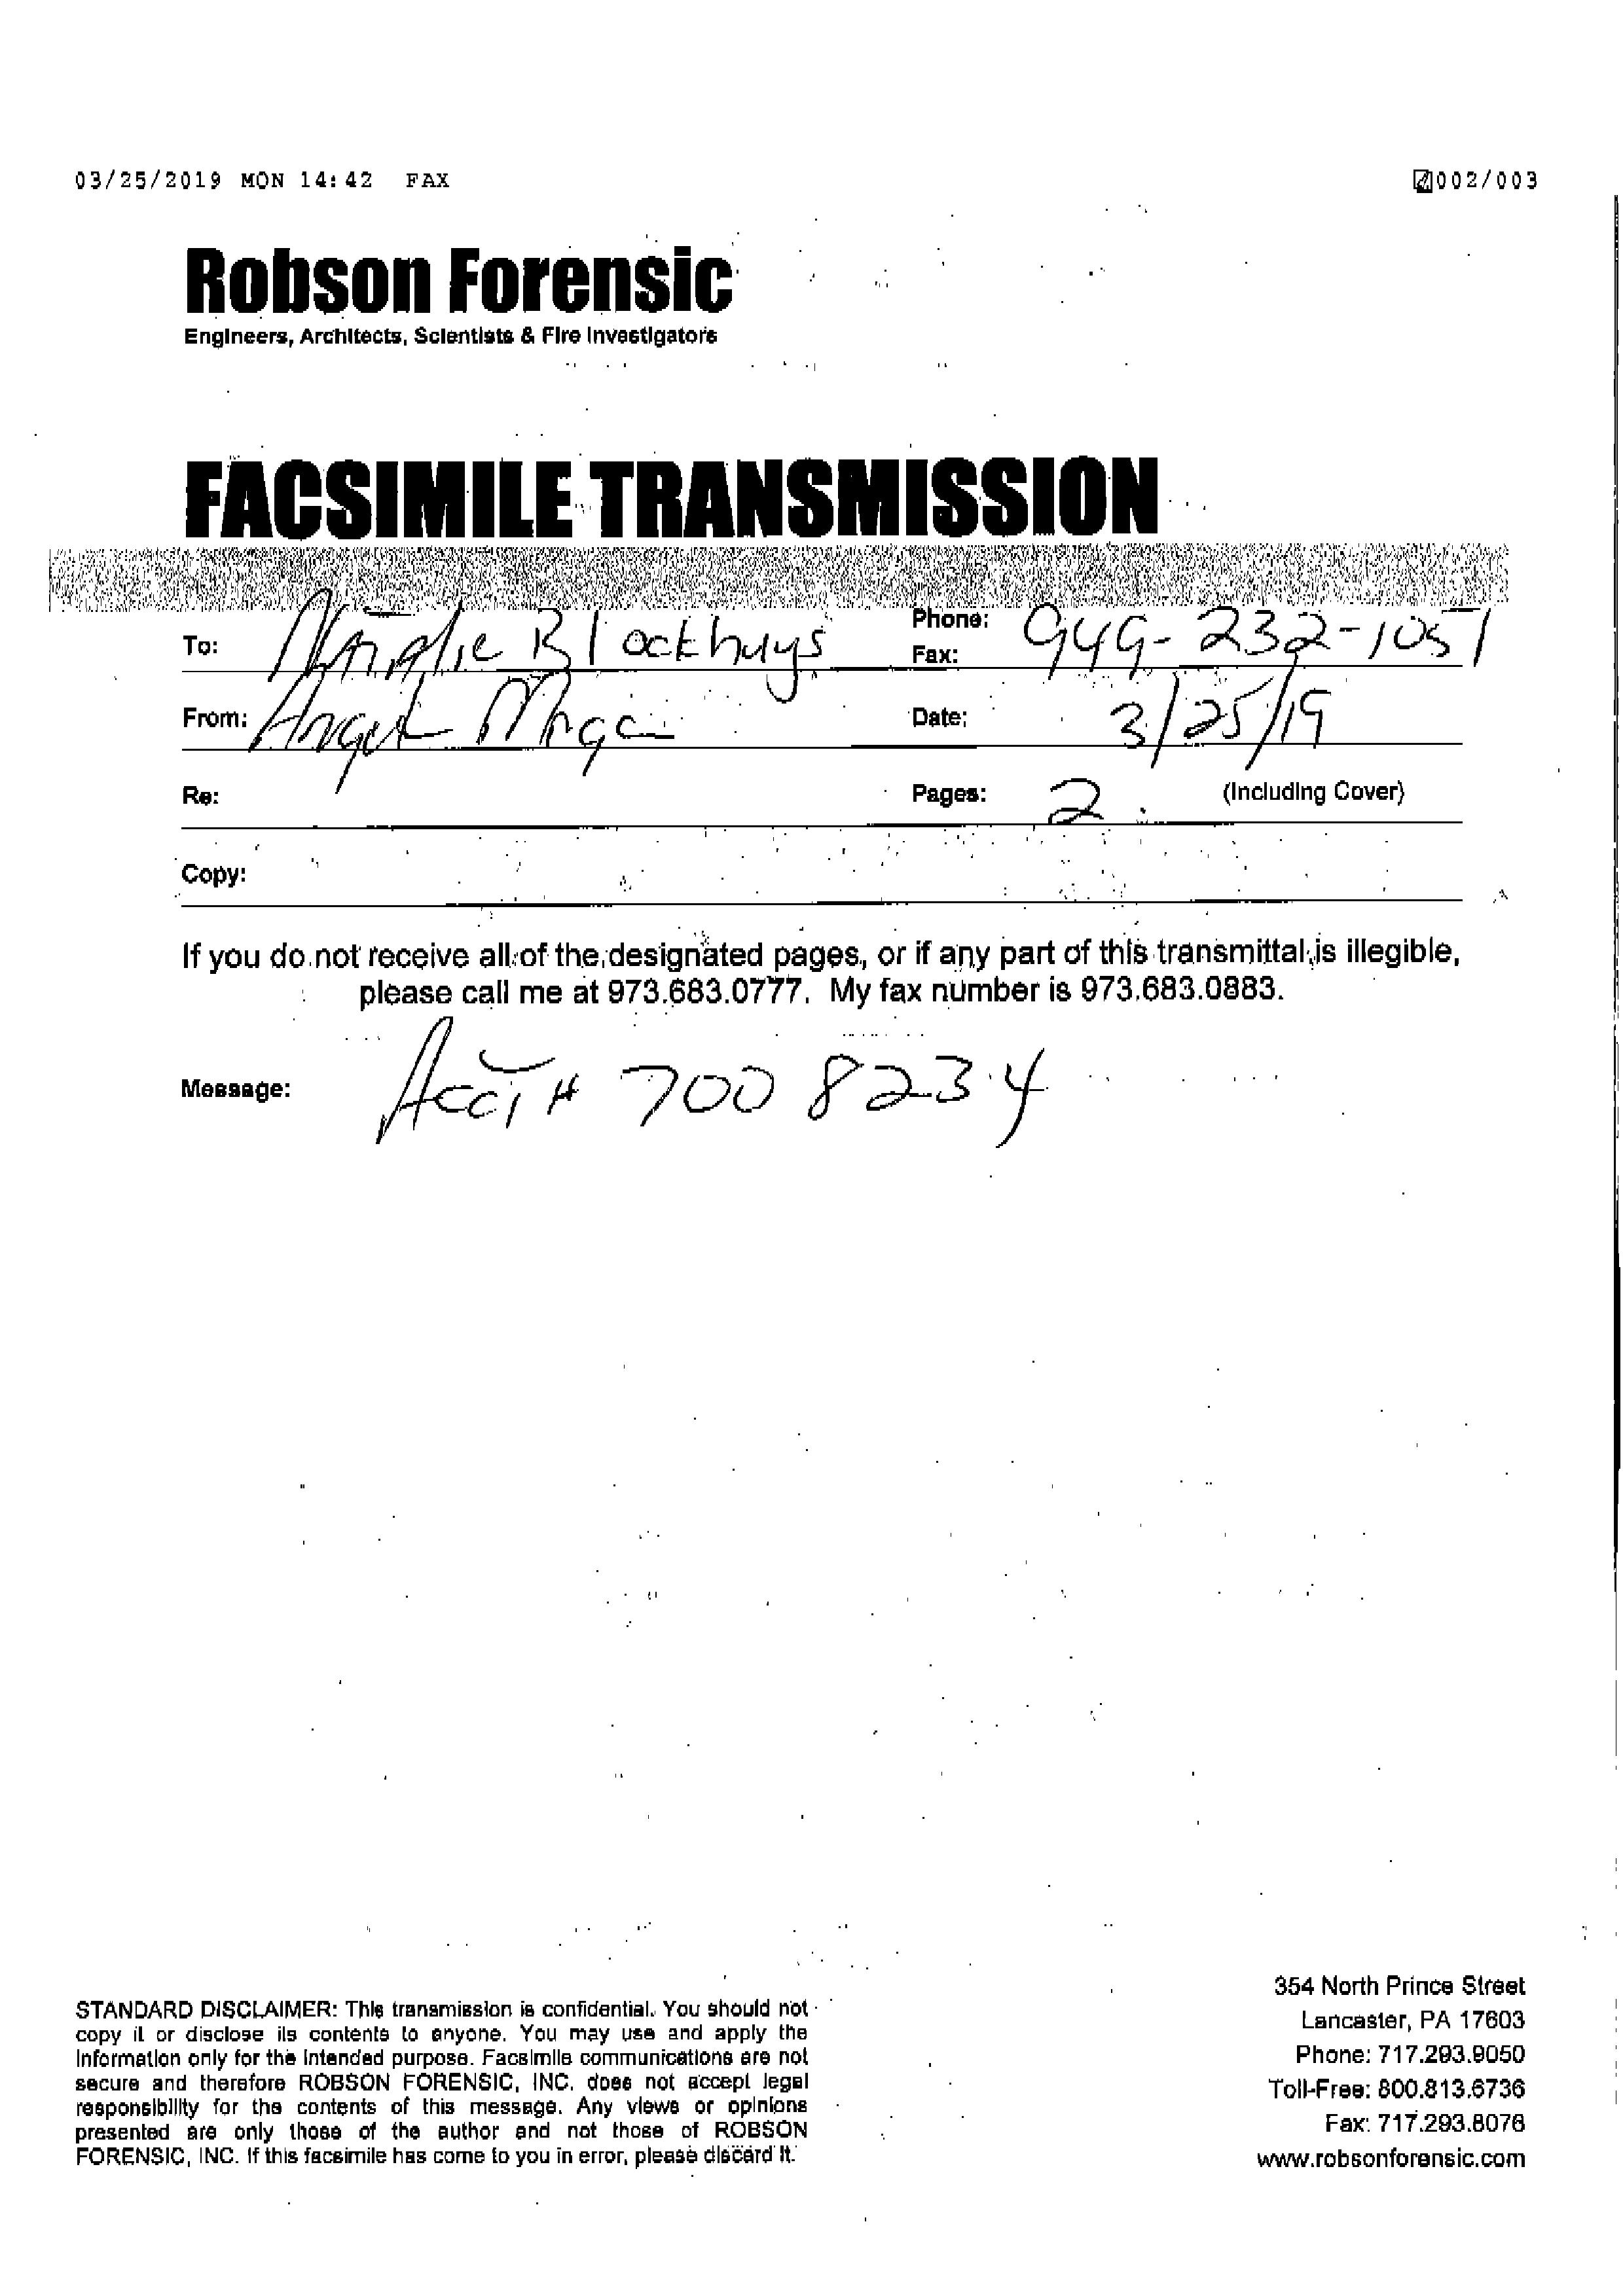 03/25/2019 MON 14:42 FAX 002/003
Robson Forensic
Engineers, Architects, Scientists & Fire Investigators
FACSIMILE TRANSMISSION
To: Natalie Blockhuys
Phone:
Fax: 949-232-1051
From: Angel
Date: 3/25/19
Re:
Pages: 2 (Including Cover)
Copy:
If you do not receive all of the designated pages, or if any part of this transmittal is illegible,
please call me at 973.683.0777. My fax number is 973.683.0883.
Message: Acct # 700 8234
STANDARD DISCLAIMER: This transmission is confidential. You should not
copy it or disclose its contents to anyone. You may use and apply the
information only for the intended purpose. Facsimile communications are not
secure and therefore ROBSON FORENSIC, INC. does not accept legal
responsibility for the contents of this message. Any views or opinions
presented are only those of the author and not those of ROBSON
FORENSIC, INC. If this facsimile has come to you in error, please discard it.
354 North Prince Street
Lancaster, PA 17603
Phone: 717.293.9050
Toll-Free: 800.813.6736
Fax: 717.293.8076
www.robsonforensic.com